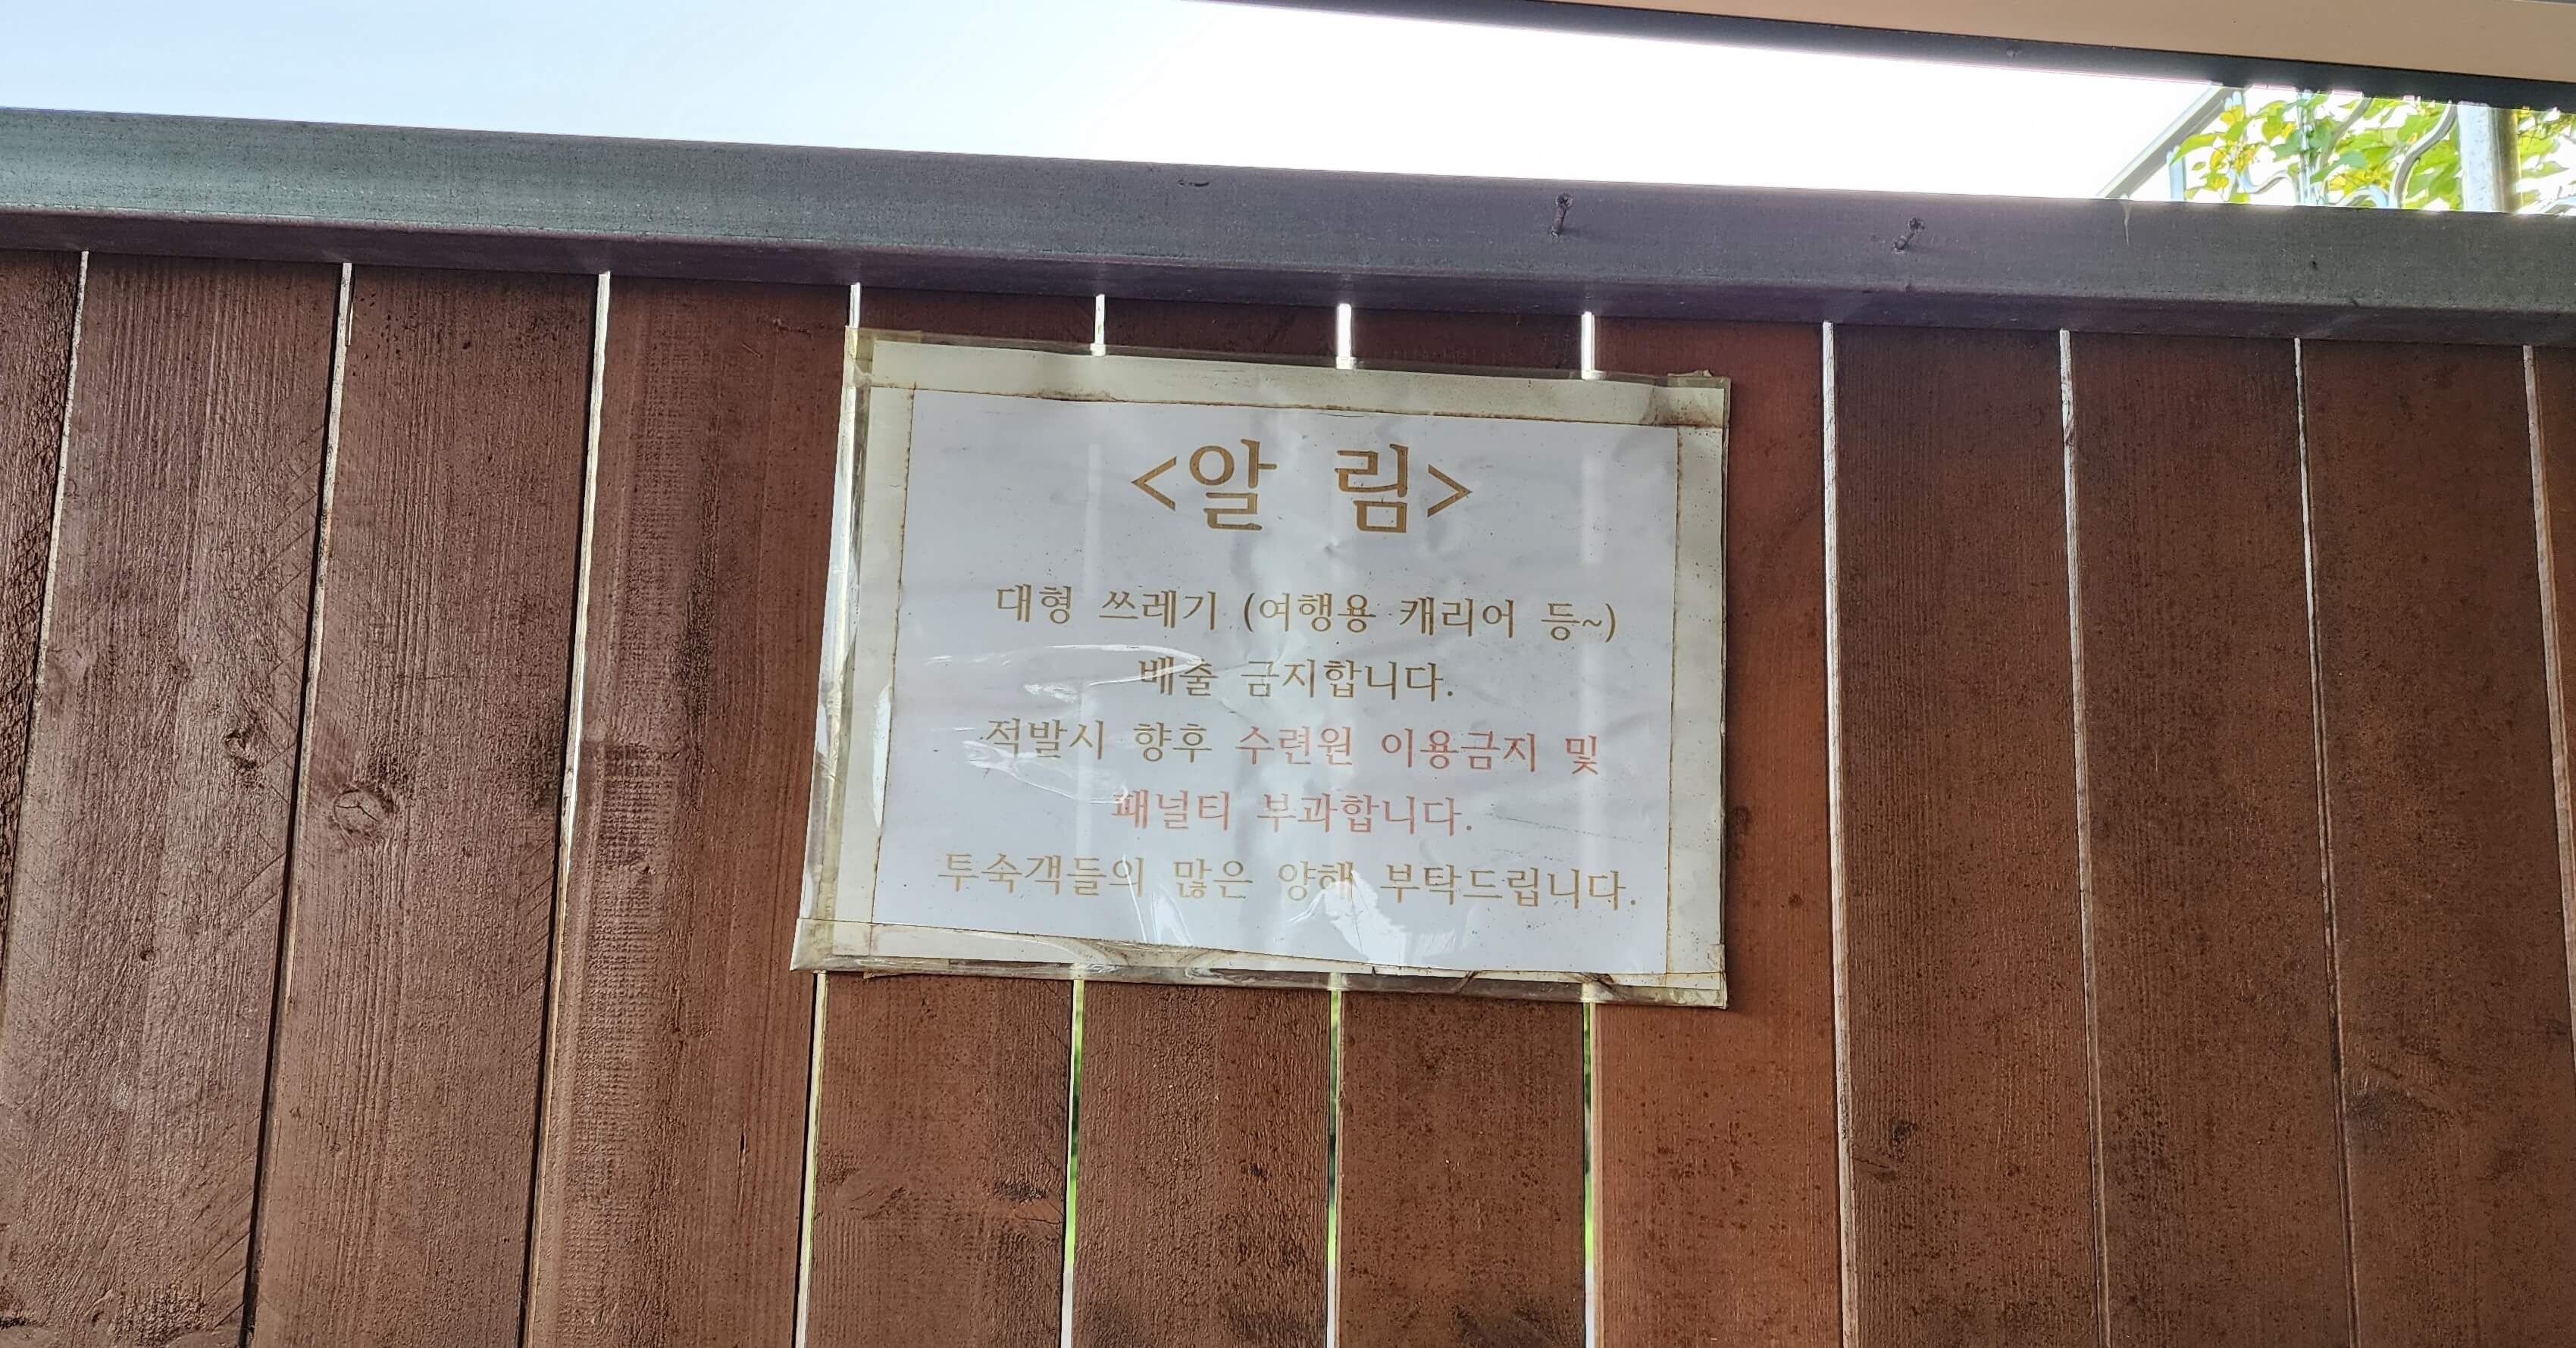 <알 림>
대형 쓰레기 (여행용 캐리어 등~)
배출 금지합니다.
적발시 향후 수련원 이용금지 및
패널티 부과합니다.
투숙객들의 많은 양해 부탁드립니다.